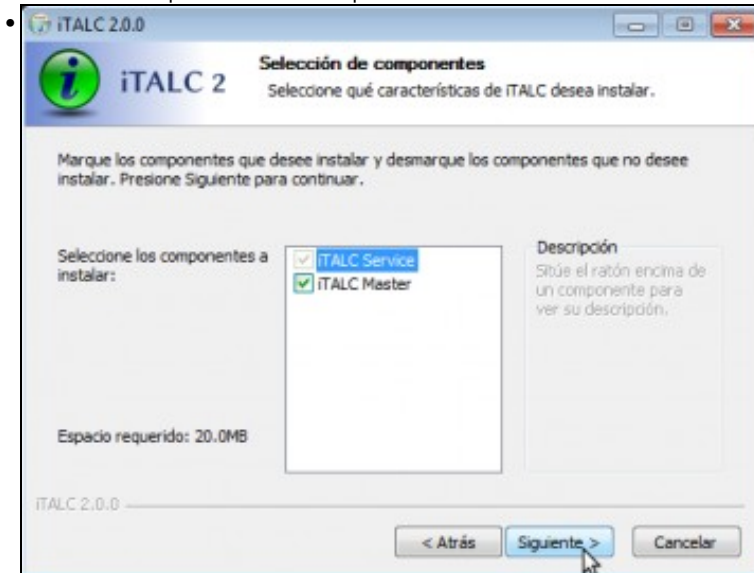 iTALC 2.0.0
iTALC 2
Selección de componentes
Seleccione qué características de iTALC desea instalar.
Marque los componentes que desee instalar y desmarque los componentes que no desee
instalar. Presione Siguiente para continuar.
Seleccione los componentes a
instalar:
iTALC Service
iTALC Master
Descripción
Sitúe el ratón encima de
un componente para
ver su descripción.
Espacio requerido: 20.0MB
iTALC 2.0.0
< Atrás
Siguiente >
Cancelar